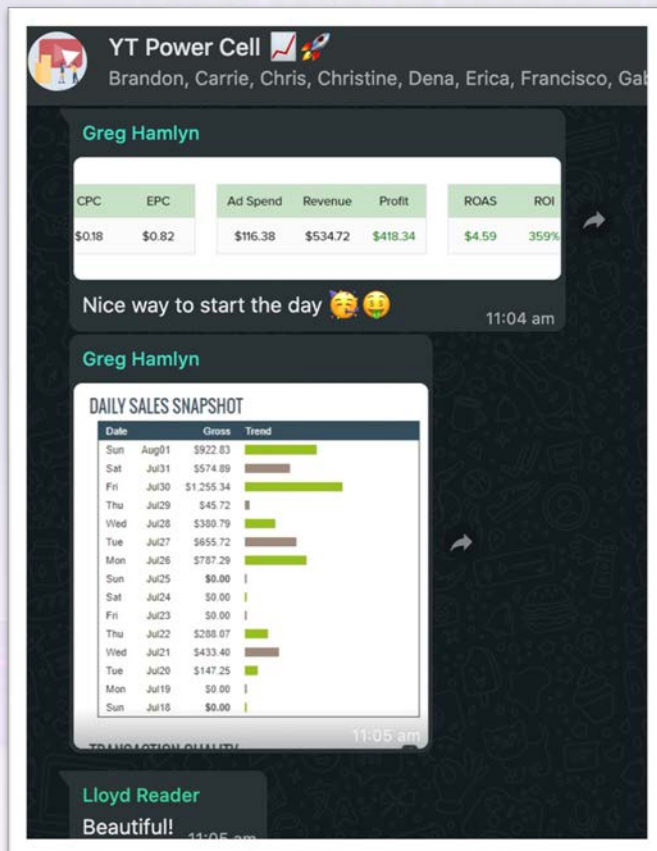 YT Power Cell 📈🚀
Brandon, Carrie, Chris, Christine, Dena, Erica, Francisco, Gab
Greg Hamlyn
CPC EPC Ad Spend Revenue Profit ROAS ROI
$0.18 $0.82 $116.38 $534.72 $418.34 $4.59 359%
Nice way to start the day 🥳🤑
11:04 am
Greg Hamlyn
DAILY SALES SNAPSHOT
Date Gross Trend
Sun Aug01 $922.83
Sat Jul31 $574.89
Fri Jul30 $1,255.34
Thu Jul29 $45.72
Wed Jul28 $380.79
Tue Jul27 $655.72
Mon Jul26 $787.29
Sun Jul25 $0.00
Sat Jul24 $0.00
Fri Jul23 $0.00
Thu Jul22 $288.07
Wed Jul21 $433.40
Tue Jul20 $147.25
Mon Jul19 $0.00
Sun Jul18 $0.00
TRANSACTION QUALITY
11:05 am
Lloyd Reader
Beautiful!
11:05 am